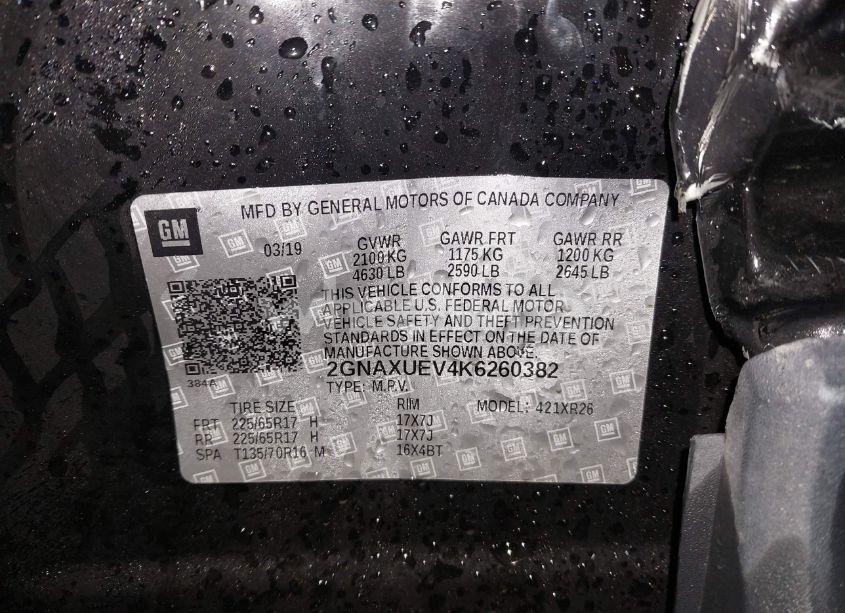 GM
MFD BY GENERAL MOTORS OF CANADA COMPANY
03/19
GVWR GAWR FRT GAWR RR
2100 KG 1175 KG 1200 KG
4630 LB 2590 LB 2645 LB
THIS VEHICLE CONFORMS TO ALL
APPLICABLE U.S. FEDERAL MOTOR
VEHICLE SAFETY AND THEFT PREVENTION
STANDARDS IN EFFECT ON THE DATE OF
MANUFACTURE SHOWN ABOVE.
2GNAXUEV4K6260382
384A
TYPE: M.P.V.
TIRE SIZE RIM MODEL: 421XR26
FRT 225/65R17 H 17X7J
RR 225/65R17 H 17X7J
SPA T135/70R16 M 16X4BT